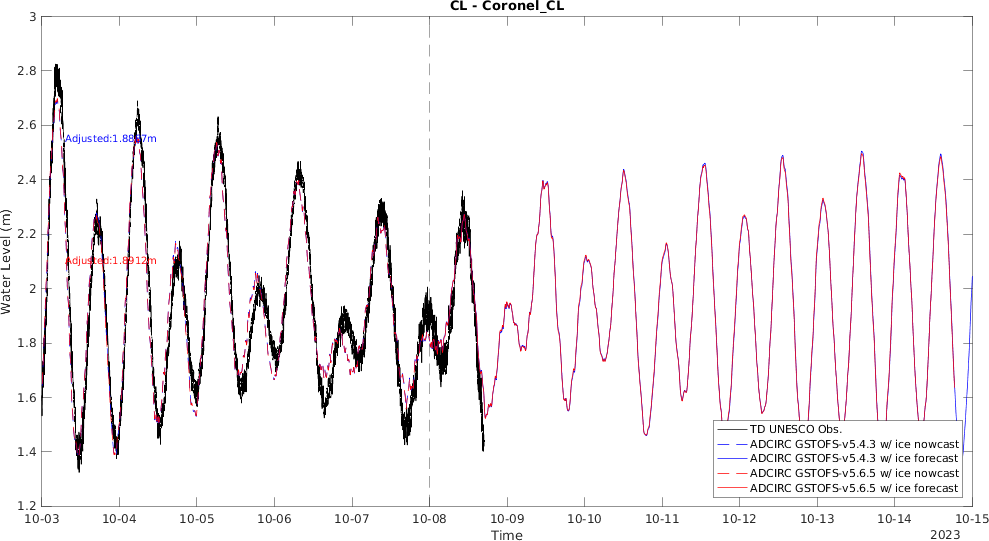 CL - Coronel_CL
3
2.8
2.6
2.4
2.2
2
1.8
1.6
1.4
1.2
Water Level (m)
Adjusted:1.8897m
Adjusted:1.8912m
TD UNESCO Obs.
ADCIRC GSTOFS-v5.4.3 w/ ice nowcast
ADCIRC GSTOFS-v5.4.3 w/ ice forecast
ADCIRC GSTOFS-v5.6.5 w/ ice nowcast
ADCIRC GSTOFS-v5.6.5 w/ ice forecast
10-03 10-04 10-05 10-06 10-07 10-08 10-09 10-10 10-11 10-12 10-13 10-14 10-15
Time
2023